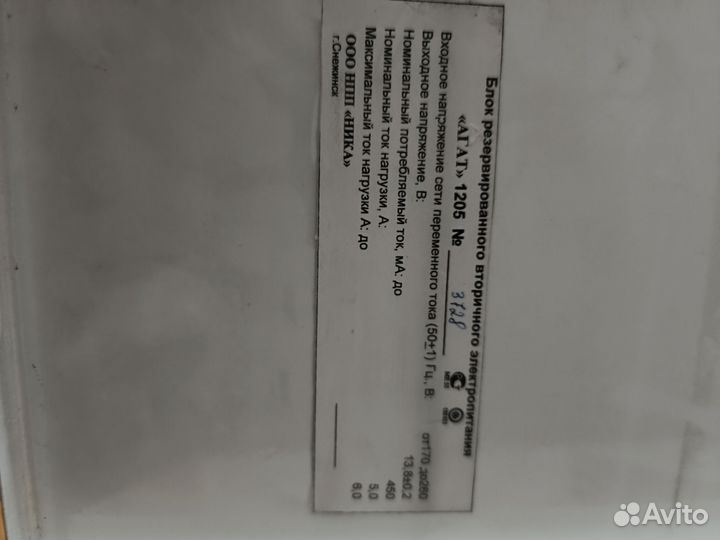 Блок резервированного вторичного электропитания
«АГАТ» 1205 № 3728
Входное напряжение сети переменного тока (50±1) Гц., В: от170 до260
Выходное напряжение, В: 13,8±0,2
Номинальный потребляемый ток, мА: до 450
Номинальный ток нагрузки, А: 5,0
Максимальный ток нагрузки А: до 6,0
ООО НПП «НИКА»
г.Снежинск
Avito